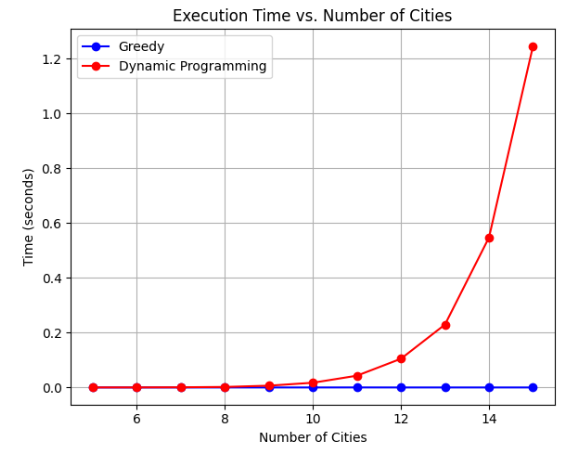 Execution Time vs. Number of Cities
Greedy
Dynamic Programming
1.2
1.0
0.8
0.6
0.4
0.2
0.0
Time (seconds)
6 8 10 12 14
Number of Cities